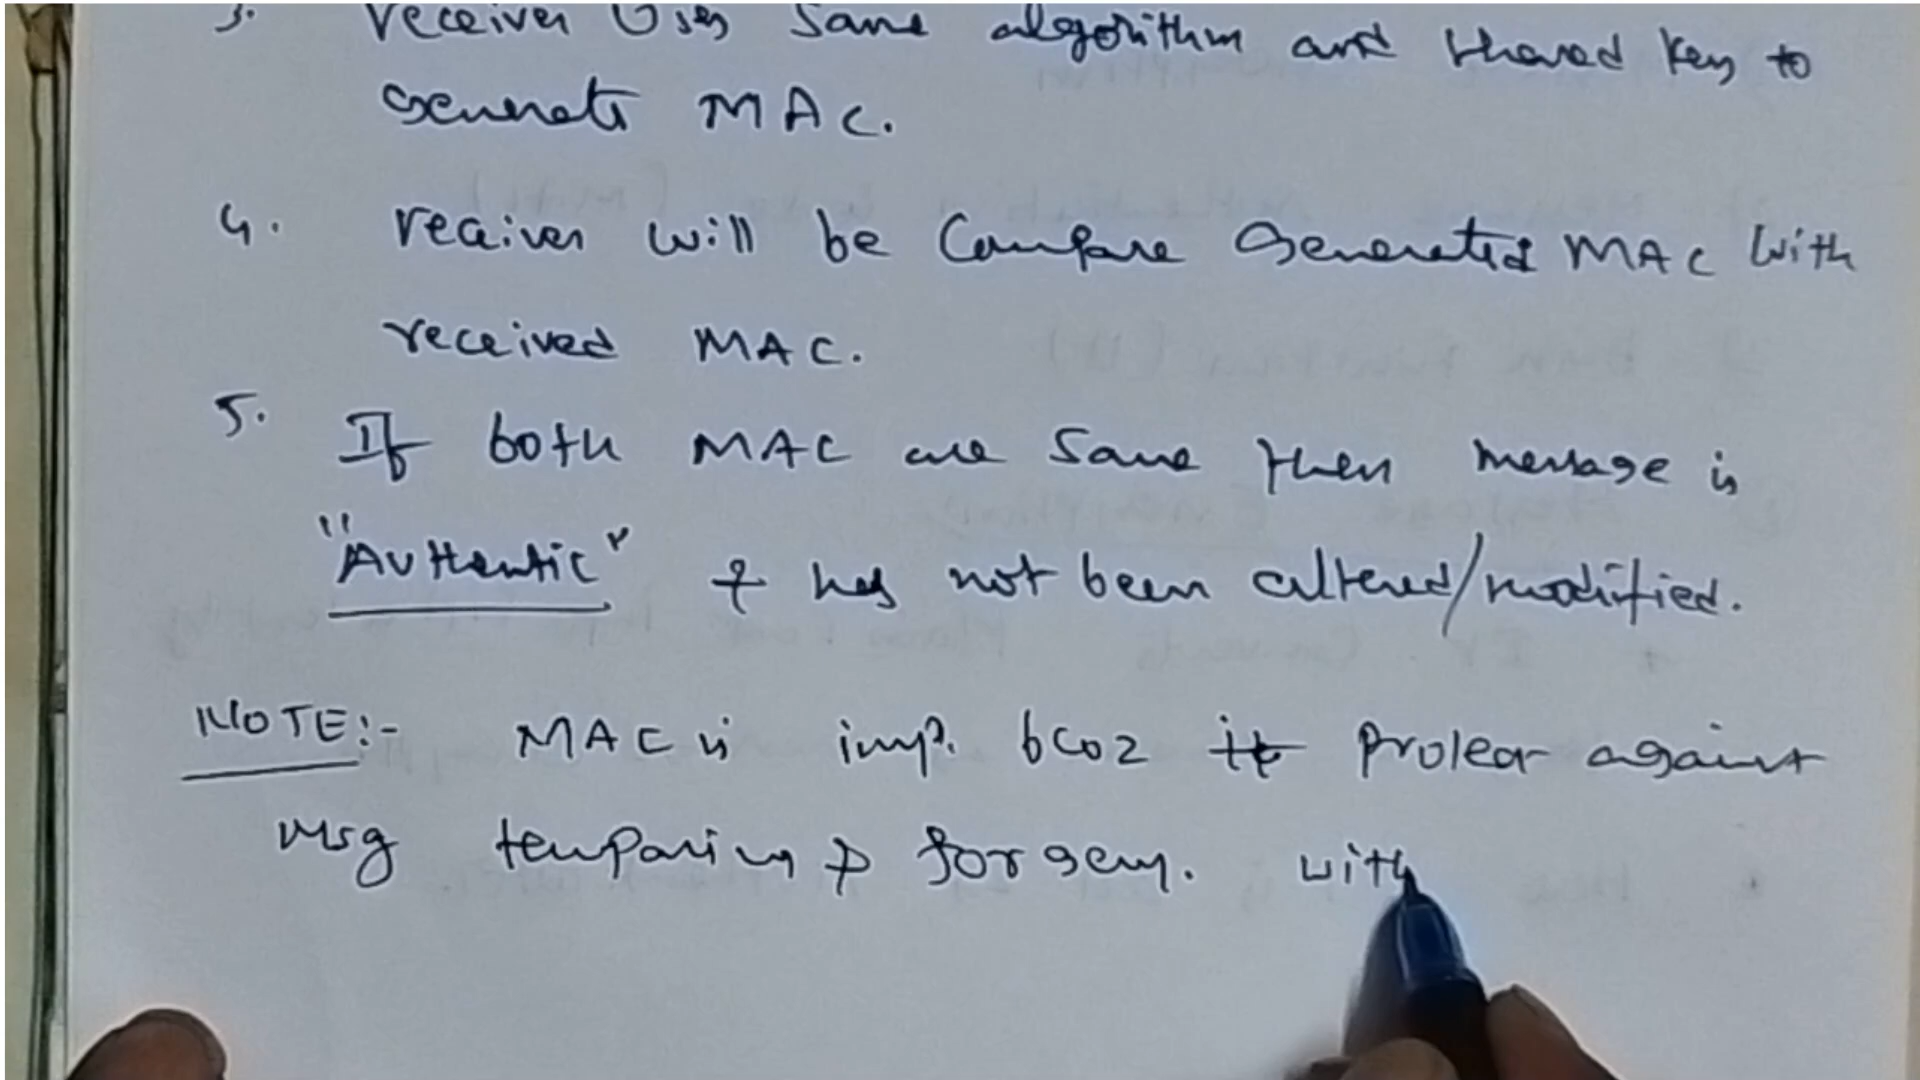 3. receiver Uses Same algorithm and shared key to
generate MAC.
4. receiver will be Compare Generated MAC with
received MAC.
5. If both MAC are Same then message is
"Authentic" & has not been altered/modified.
NOTE:- MAC is imp. bcoz it Protect against
Msg tempering & forgery. with